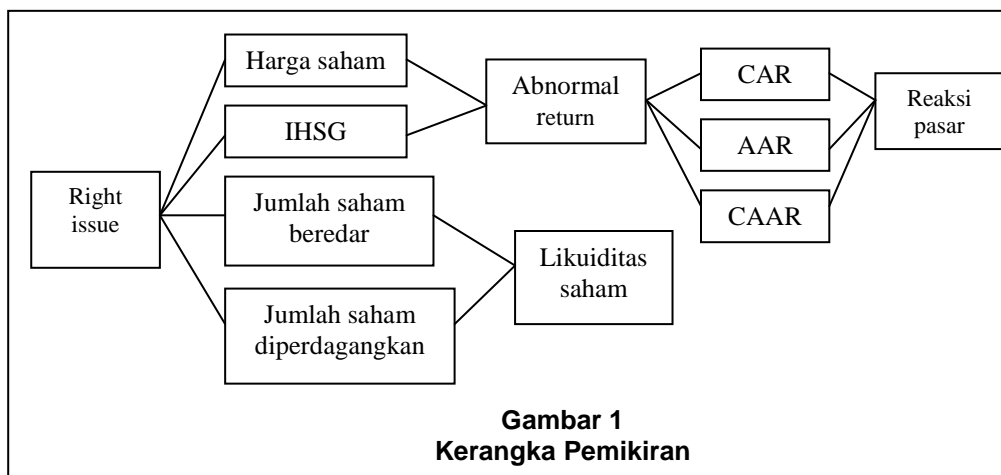 Right
issue
Harga saham
IHSG
Jumlah saham
beredar
Jumlah saham
diperdagangkan
Abnormal
return
Likuiditas
saham
CAR
AAR
CAAR
Reaksi
pasar
Gambar 1
Kerangka Pemikiran